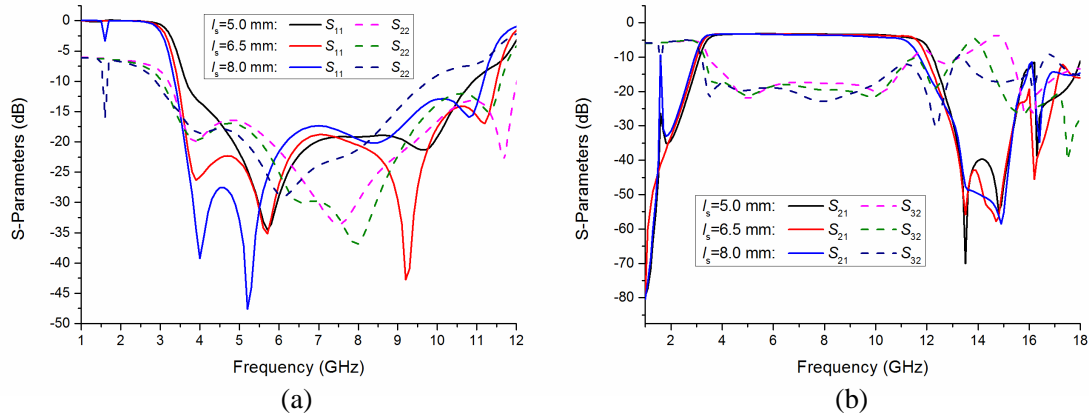 0
-5
-10
-15
-20
-25
-30
-35
-40
-45
-50
S-Parameters (dB)
ls=5.0 mm: S11 S22
ls=6.5 mm: S11 S22
ls=8.0 mm: S11 S22
1 2 3 4 5 6 7 8 9 10 11 12
Frequency (GHz)
(a)
10
0
-10
-20
-30
-40
-50
-60
-70
-80
S-Parameters (dB)
ls=5.0 mm: S21 S32
ls=6.5 mm: S21 S32
ls=8.0 mm: S21 S32
2 4 6 8 10 12 14 16 18
Frequency (GHz)
(b)